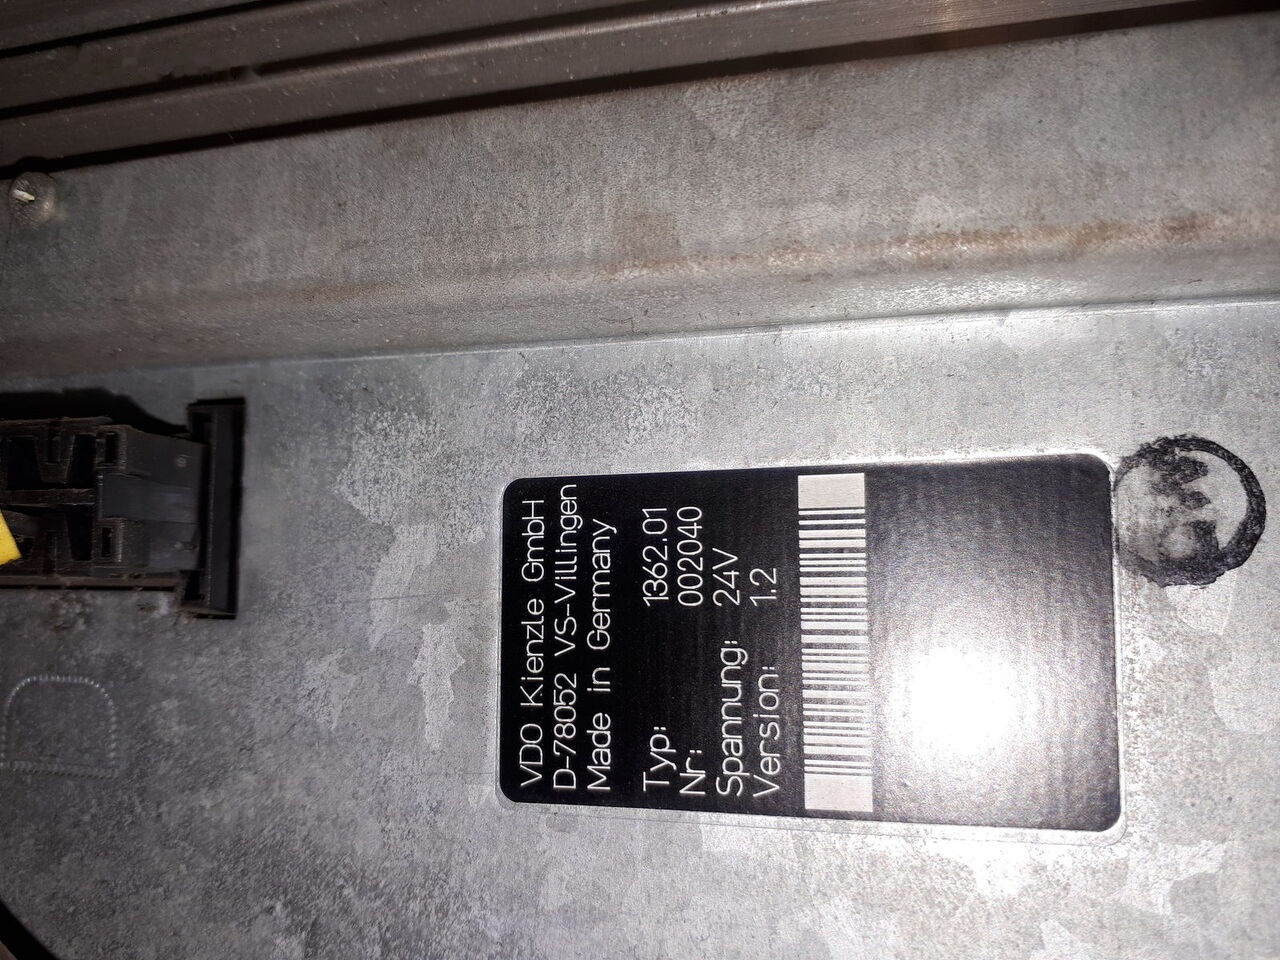 VDO Kienzle GmbH
D-78052 VS-Villingen
Made in Germany
Typ: 1362.01
Nr: 002040
Spannung: 24V
Version: 1.2